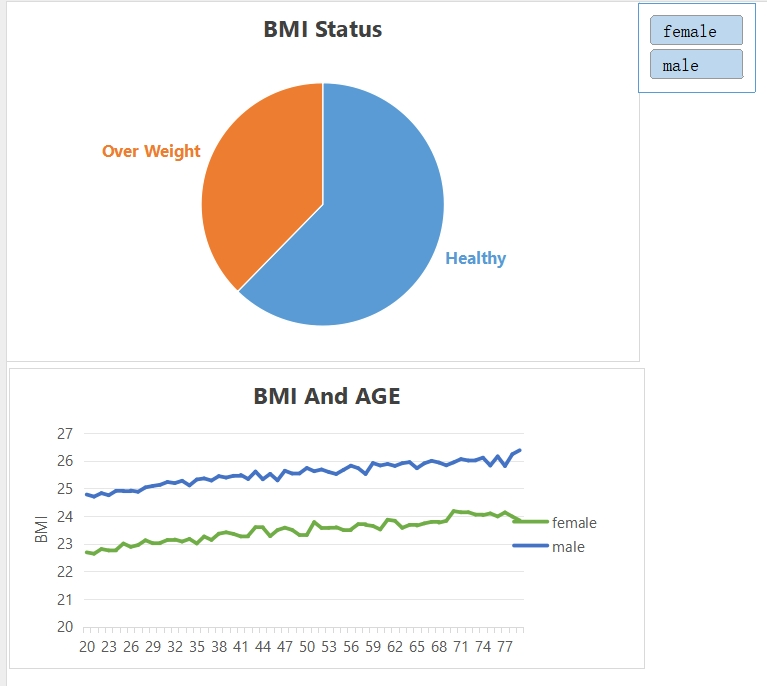 BMI Status
female
male
Over Weight
Healthy
BMI And AGE
27
26
25
24
23
22
21
20
BMI
female
male
20 23 26 29 32 35 38 41 44 47 50 53 56 59 62 65 68 71 74 77